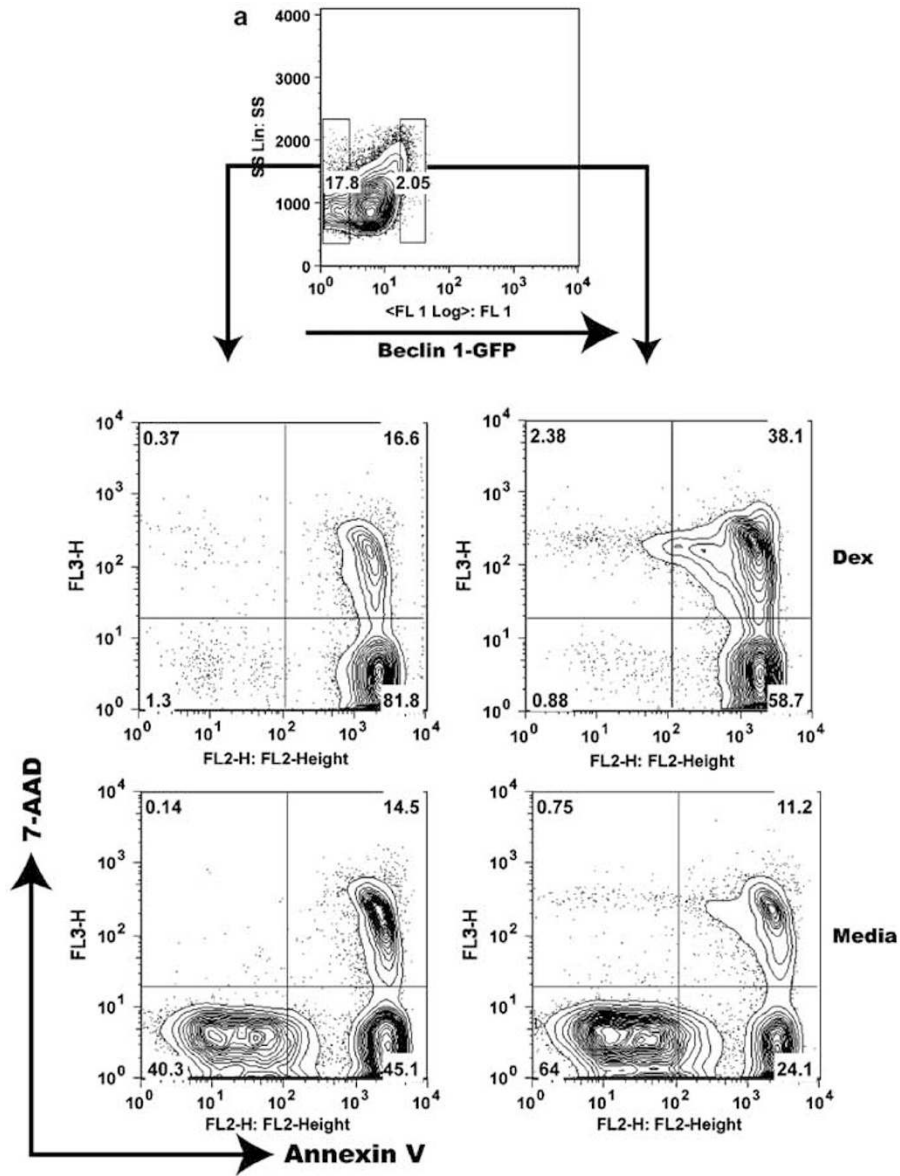 a
SS Lin: SS
4000
3000
2000
1000
0
17.8
2.05
10^0 10^1 10^2 10^3 10^4
<FL 1 Log>: FL 1
Beclin 1-GFP
FL3-H
10^4
10^3
10^2
10^1
10^0
0.37
16.6
1.3
81.8
10^0 10^1 10^2 10^3 10^4
FL2-H: FL2-Height
FL3-H
10^4
10^3
10^2
10^1
10^0
2.38
38.1
0.88
58.7
10^0 10^1 10^2 10^3 10^4
FL2-H: FL2-Height
Dex
FL3-H
10^4
10^3
10^2
10^1
10^0
0.14
14.5
40.3
45.1
10^0 10^1 10^2 10^3 10^4
FL2-H: FL2-Height
FL3-H
10^4
10^3
10^2
10^1
10^0
0.75
11.2
64
24.1
10^0 10^1 10^2 10^3 10^4
FL2-H: FL2-Height
Media
7-AAD
Annexin V